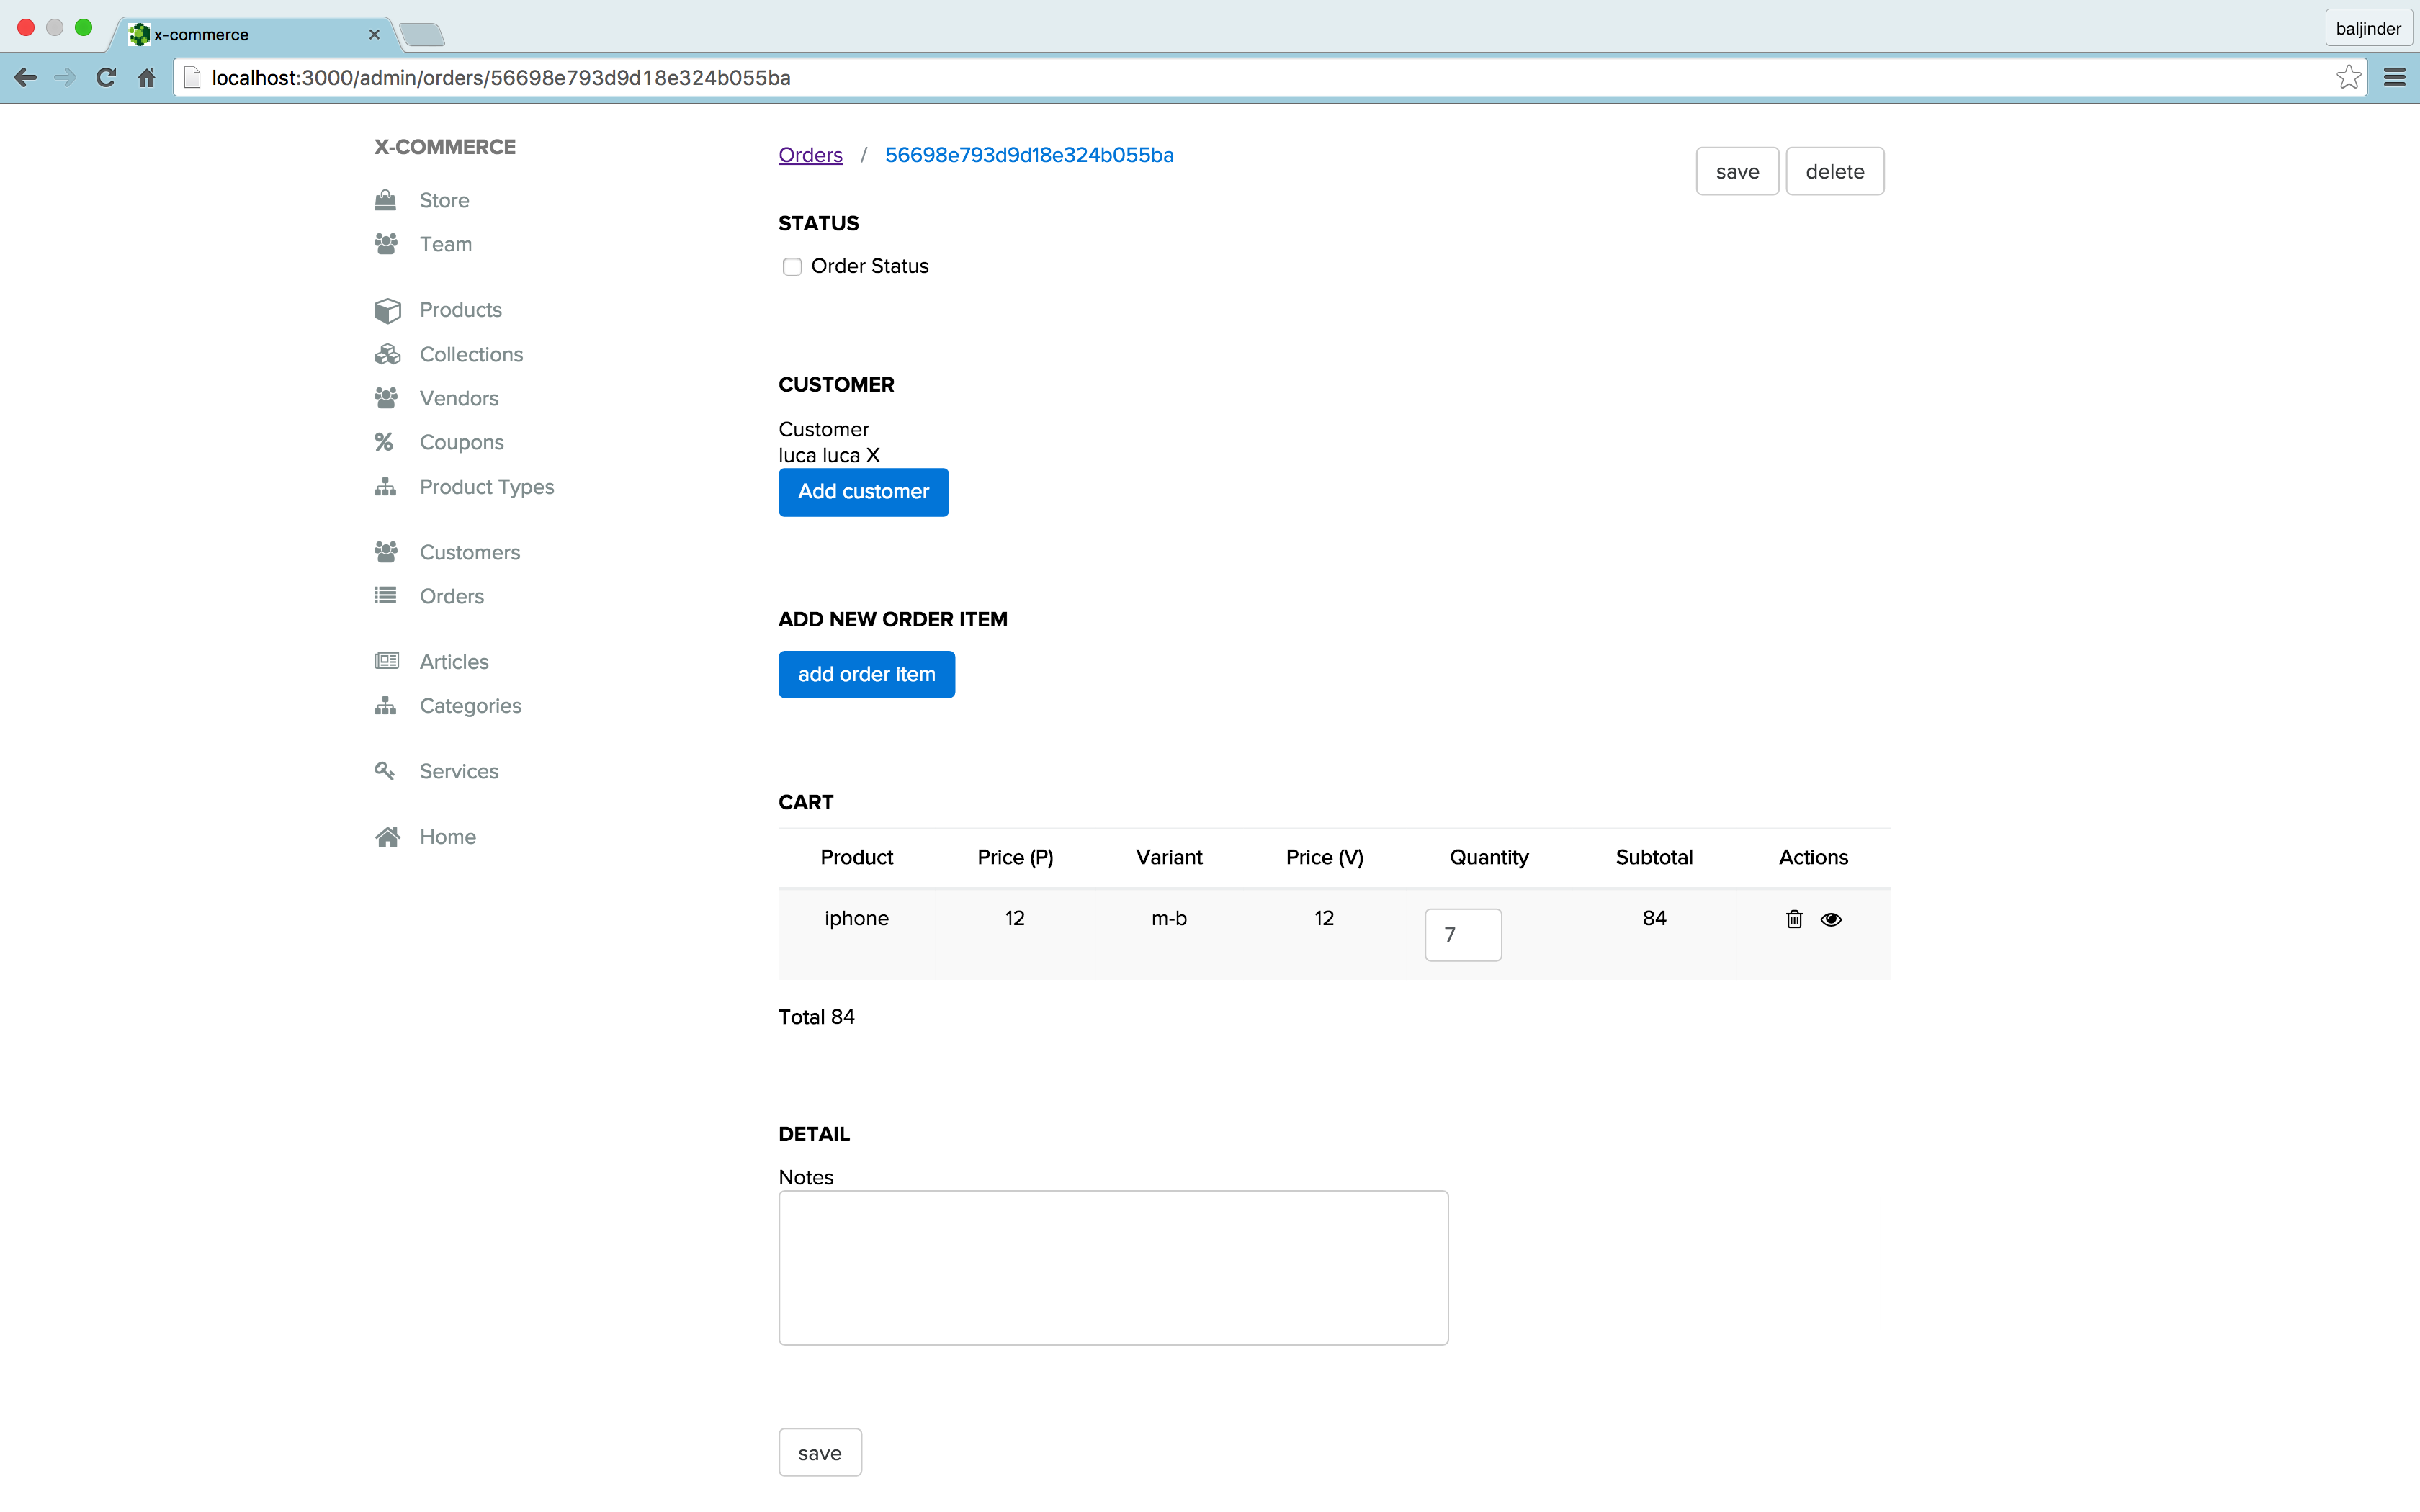 x-commerce
baljinder
localhost:3000/admin/orders/56698e793d9d18e324b055ba
X-COMMERCE
Store
Team
Products
Collections
Vendors
Coupons
Product Types
Customers
Orders
Articles
Categories
Services
Home
Orders / 56698e793d9d18e324b055ba
save delete
STATUS
Order Status
CUSTOMER
Customer
luca luca X
Add customer
ADD NEW ORDER ITEM
add order item
CART
Product Price (P) Variant Price (V) Quantity Subtotal Actions
iphone 12 m-b 12 7 84
Total 84
DETAIL
Notes
save